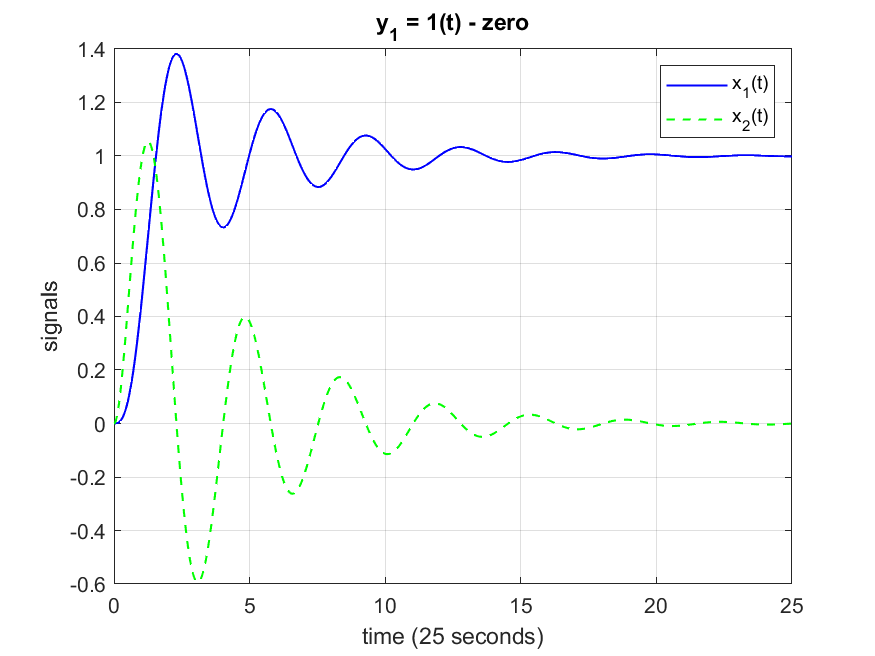 y₁ = 1(t) - zero
x₁(t)
x₂(t)
signals
1.4
1.2
1
0.8
0.6
0.4
0.2
0
-0.2
-0.4
-0.6
0 5 10 15 20 25
time (25 seconds)